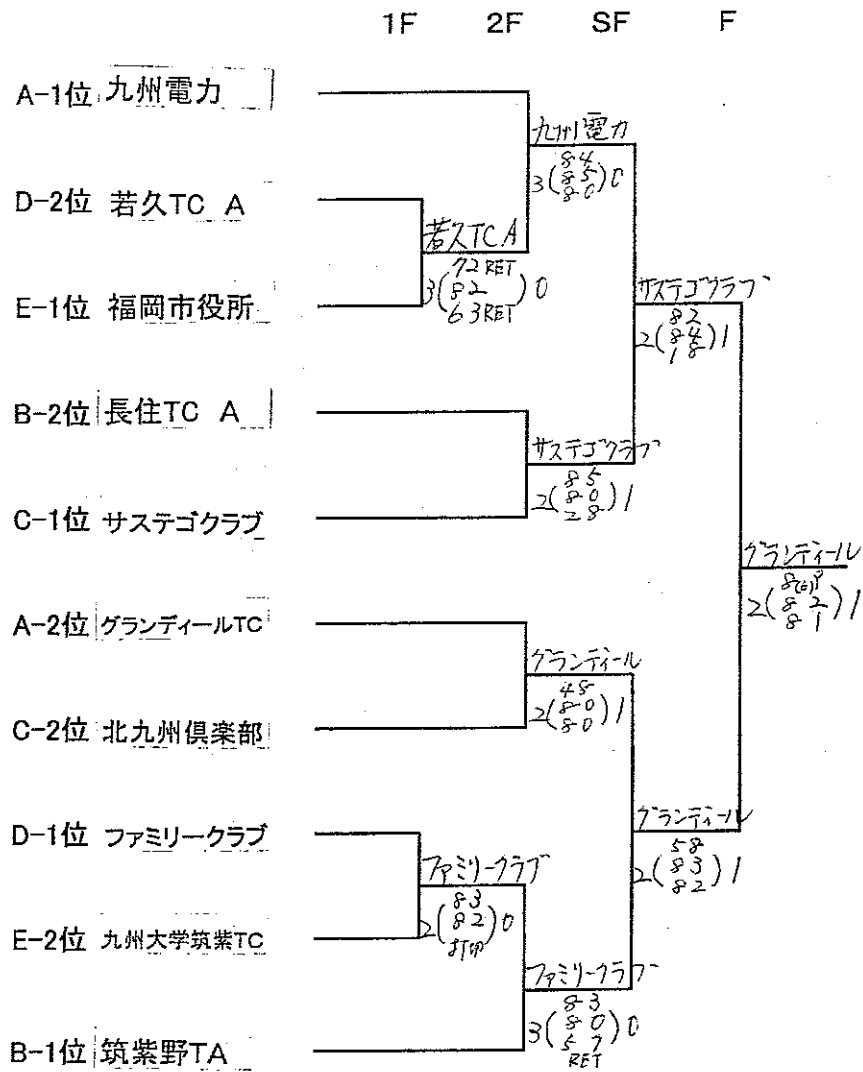 1F 2F SF F
A-1位 九州電力
九州電力
84
3(85)0
80
D-2位 若久TC A
若久TC A
72 RET
3(82)0
63 RET
E-1位 福岡市役所
サステゴクラブ
82
2(84)1
18
B-2位 長住TC A
サステゴクラブ
85
2(80)1
28
C-1位 サステゴクラブ
グランディール
2(82)1
81
A-2位 グランディールTC
グランディール
48
2(80)1
80
C-2位 北九州倶楽部
D-1位 ファミリークラブ
グランディール
58
2(83)1
82
ファミリークラブ
83
2(82)0
打切
E-2位 九州大学筑紫TC
ファミリークラブ
83
3(80)0
57
RET
B-1位 筑紫野TA